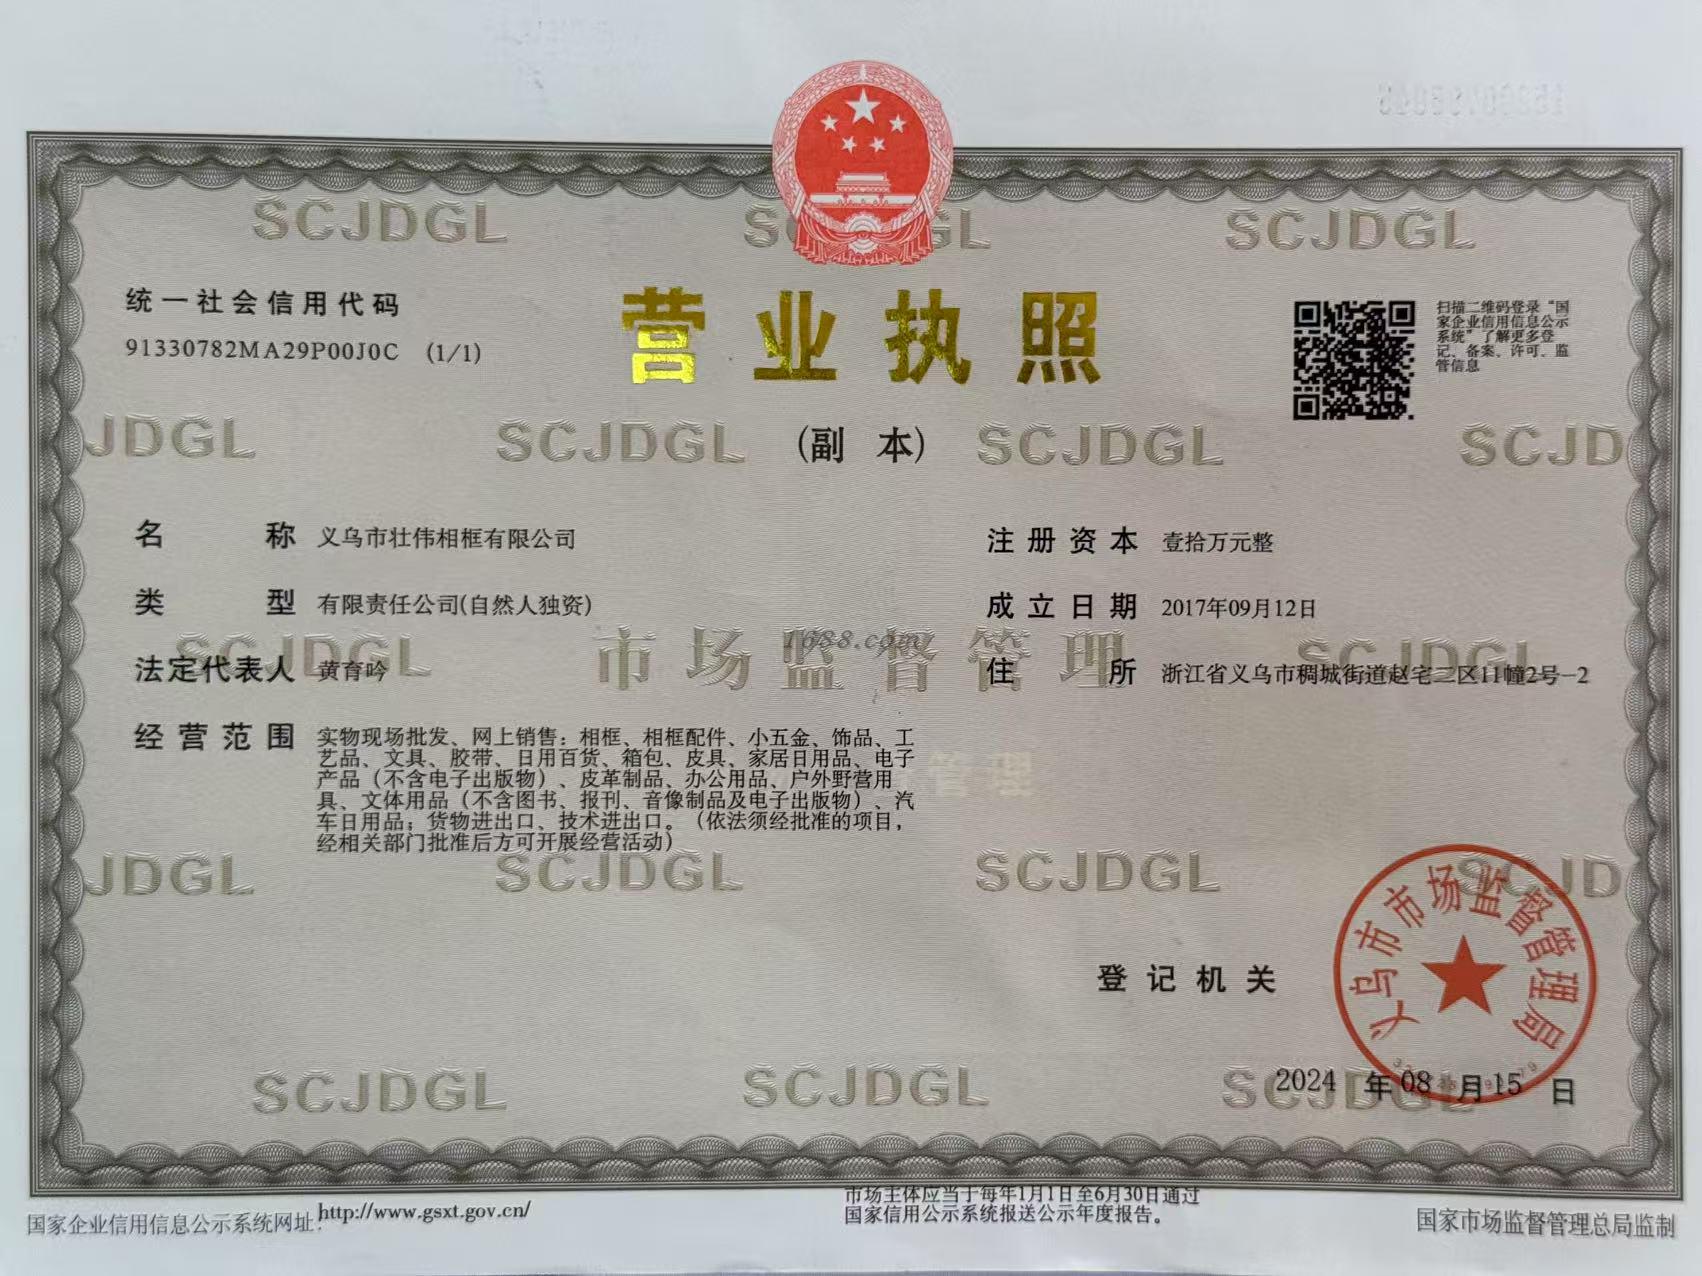 统一社会信用代码
91330782MA29P00J0C (1/1)
营业执照
(副 本)
扫描二维码登录“国
家企业信用信息公示
系统”了解更多登
记、备案、许可、监
管信息
名 称 义乌市壮伟相框有限公司
类 型 有限责任公司(自然人独资)
法定代表人 黄育吟
经营范围 实物现场批发、网上销售：相框、相框配件、小五金、饰品、工
艺品、文具、胶带、日用百货、箱包、皮具、家居日用品、电子
产品（不含电子出版物）、皮革制品、办公用品、户外野营用
具、文体用品（不含图书、报刊、音像制品及电子出版物）、汽
车日用品；货物进出口、技术进出口。（依法须经批准的项目，
经相关部门批准后方可开展经营活动）
注册资本 壹拾万元整
成立日期 2017年09月12日
住 所 浙江省义乌市稠城街道赵宅二区11幢2号-2
SCJDGL
SCJDGL
SCJDGL
JDGL
SCJDGL
SCJDGL
SCJD
SCJDGL
市场监督管理
SCJDGL
1688.com
管理
JDGL
SCJDGL
SCJDGL
SCJD
SCJDGL
SCJDGL
SCJDGL
登记机关
义乌市市场监督管理局
2024 年 08 月 15 日
国家企业信用信息公示系统网址：http://www.gsxt.gov.cn/
市场主体应当于每年1月1日至6月30日通过
国家信用公示系统报送公示年度报告。
国家市场监督管理总局监制